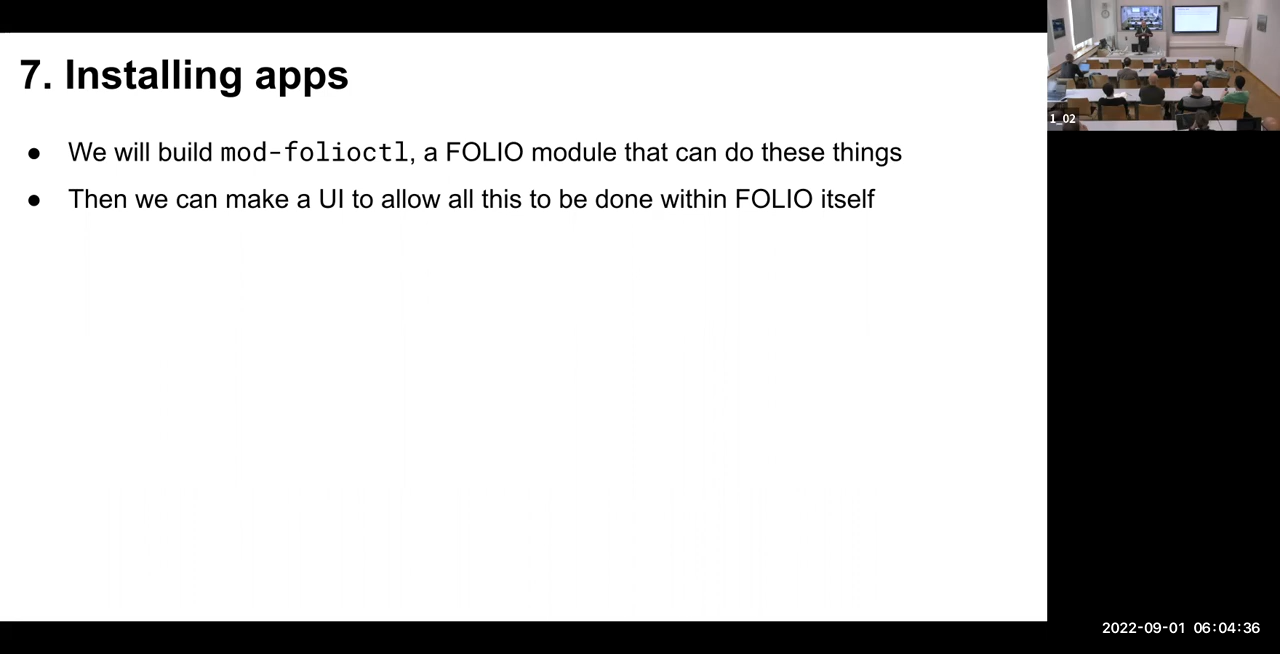 7. Installing apps
● We will build mod-folioctl, a FOLIO module that can do these things
● Then we can make a UI to allow all this to be done within FOLIO itself
1_02
2022-09-01 06:04:36